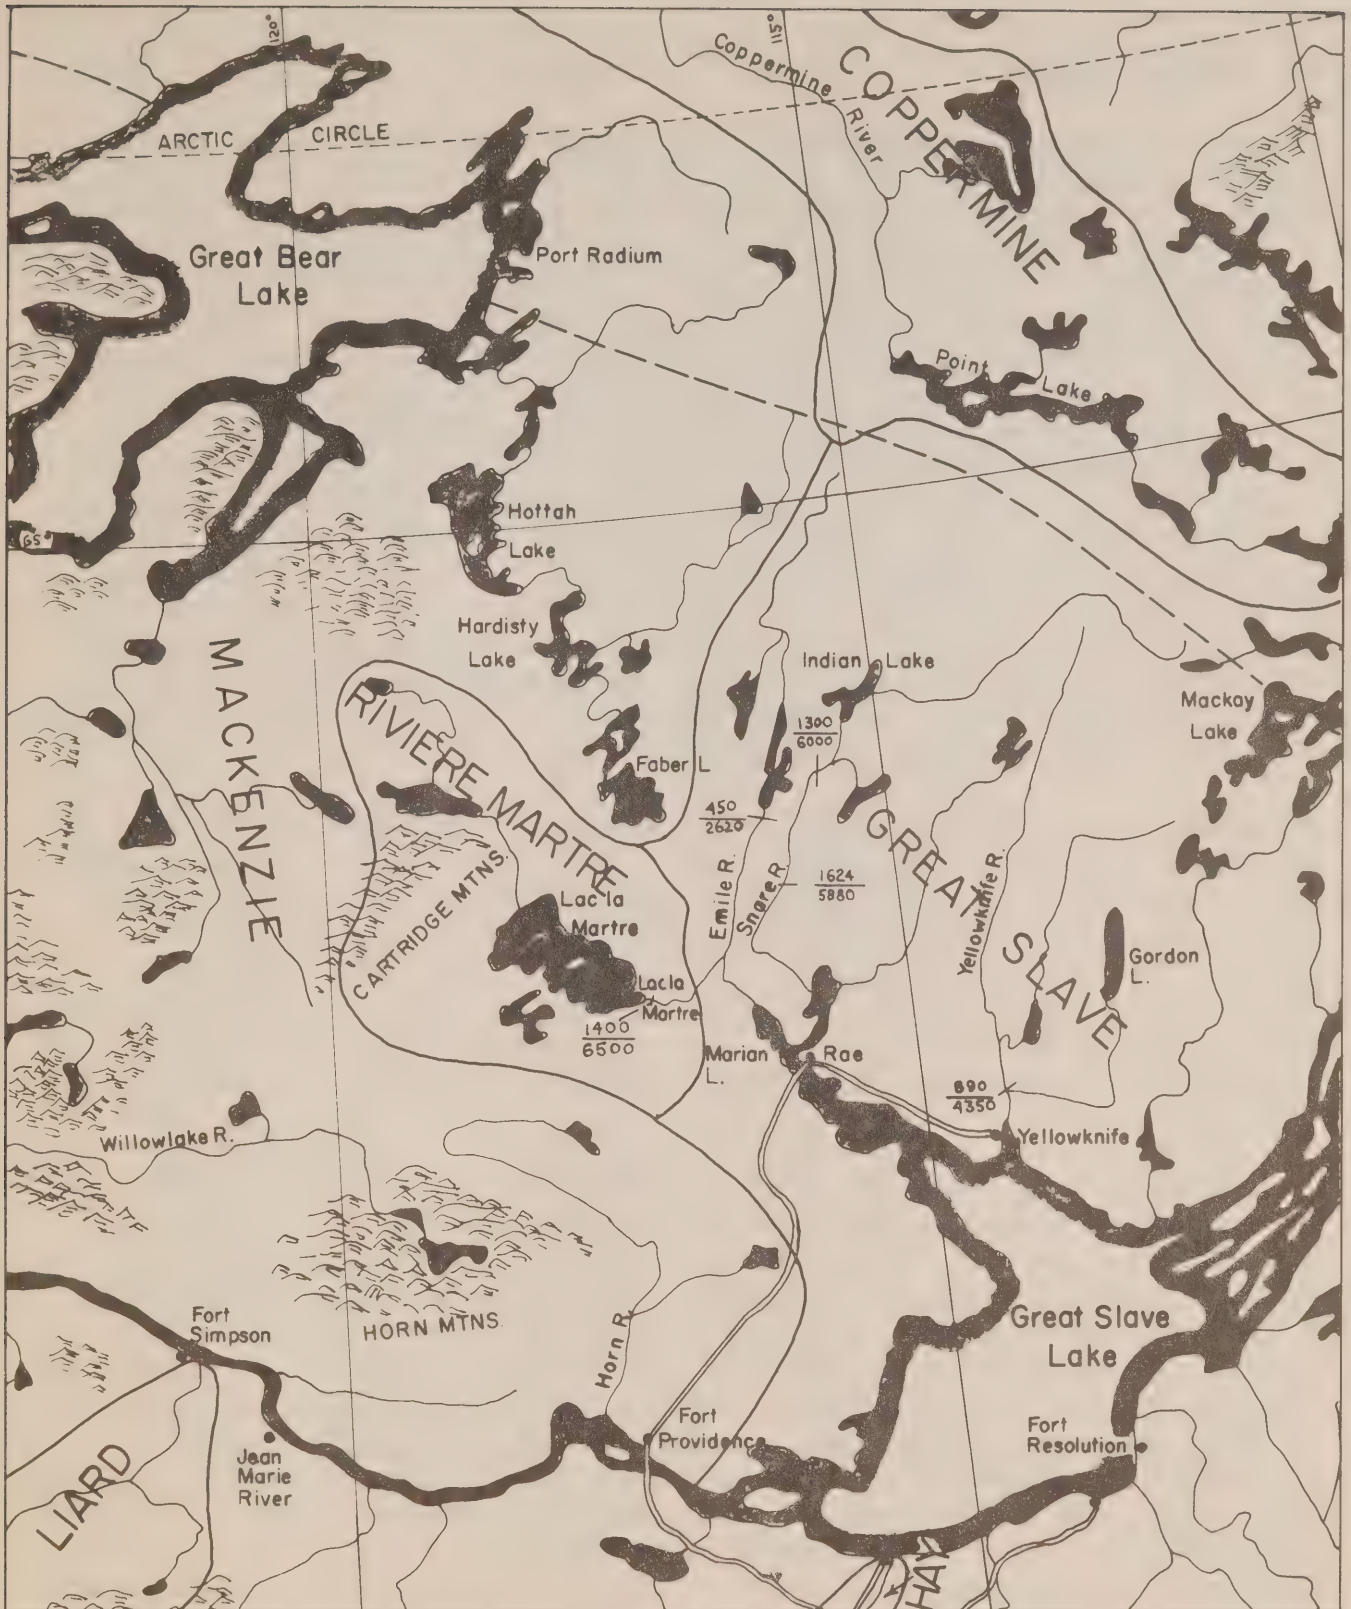 120°
115°
Coppermine
River
COPPERMINE
ARCTIC CIRCLE
Great Bear
Lake
Port Radium
Point Lake
Hottah
Lake
65°
Hardisty
Lake
Indian Lake
Mackay
Lake
MACKENZIE
RIVIERE MARTRE
1300
6000
Faber L
450
2620
GREAT SLAVE
CARTRIDGE MTNS.
Lac la
Martre
Emile R.
Snare R.
1624
5880
Yellowknife R.
Gordon
L.
Lac la
Martre
1400
6500
Marian
L.
Rae
890
4350
Willowlake R.
Yellowknife
Fort
Simpson
HORN MTNS.
Horn R.
Great Slave
Lake
Fort
Providence
Fort
Resolution
Jean
Marie
River
LIARD
HAY